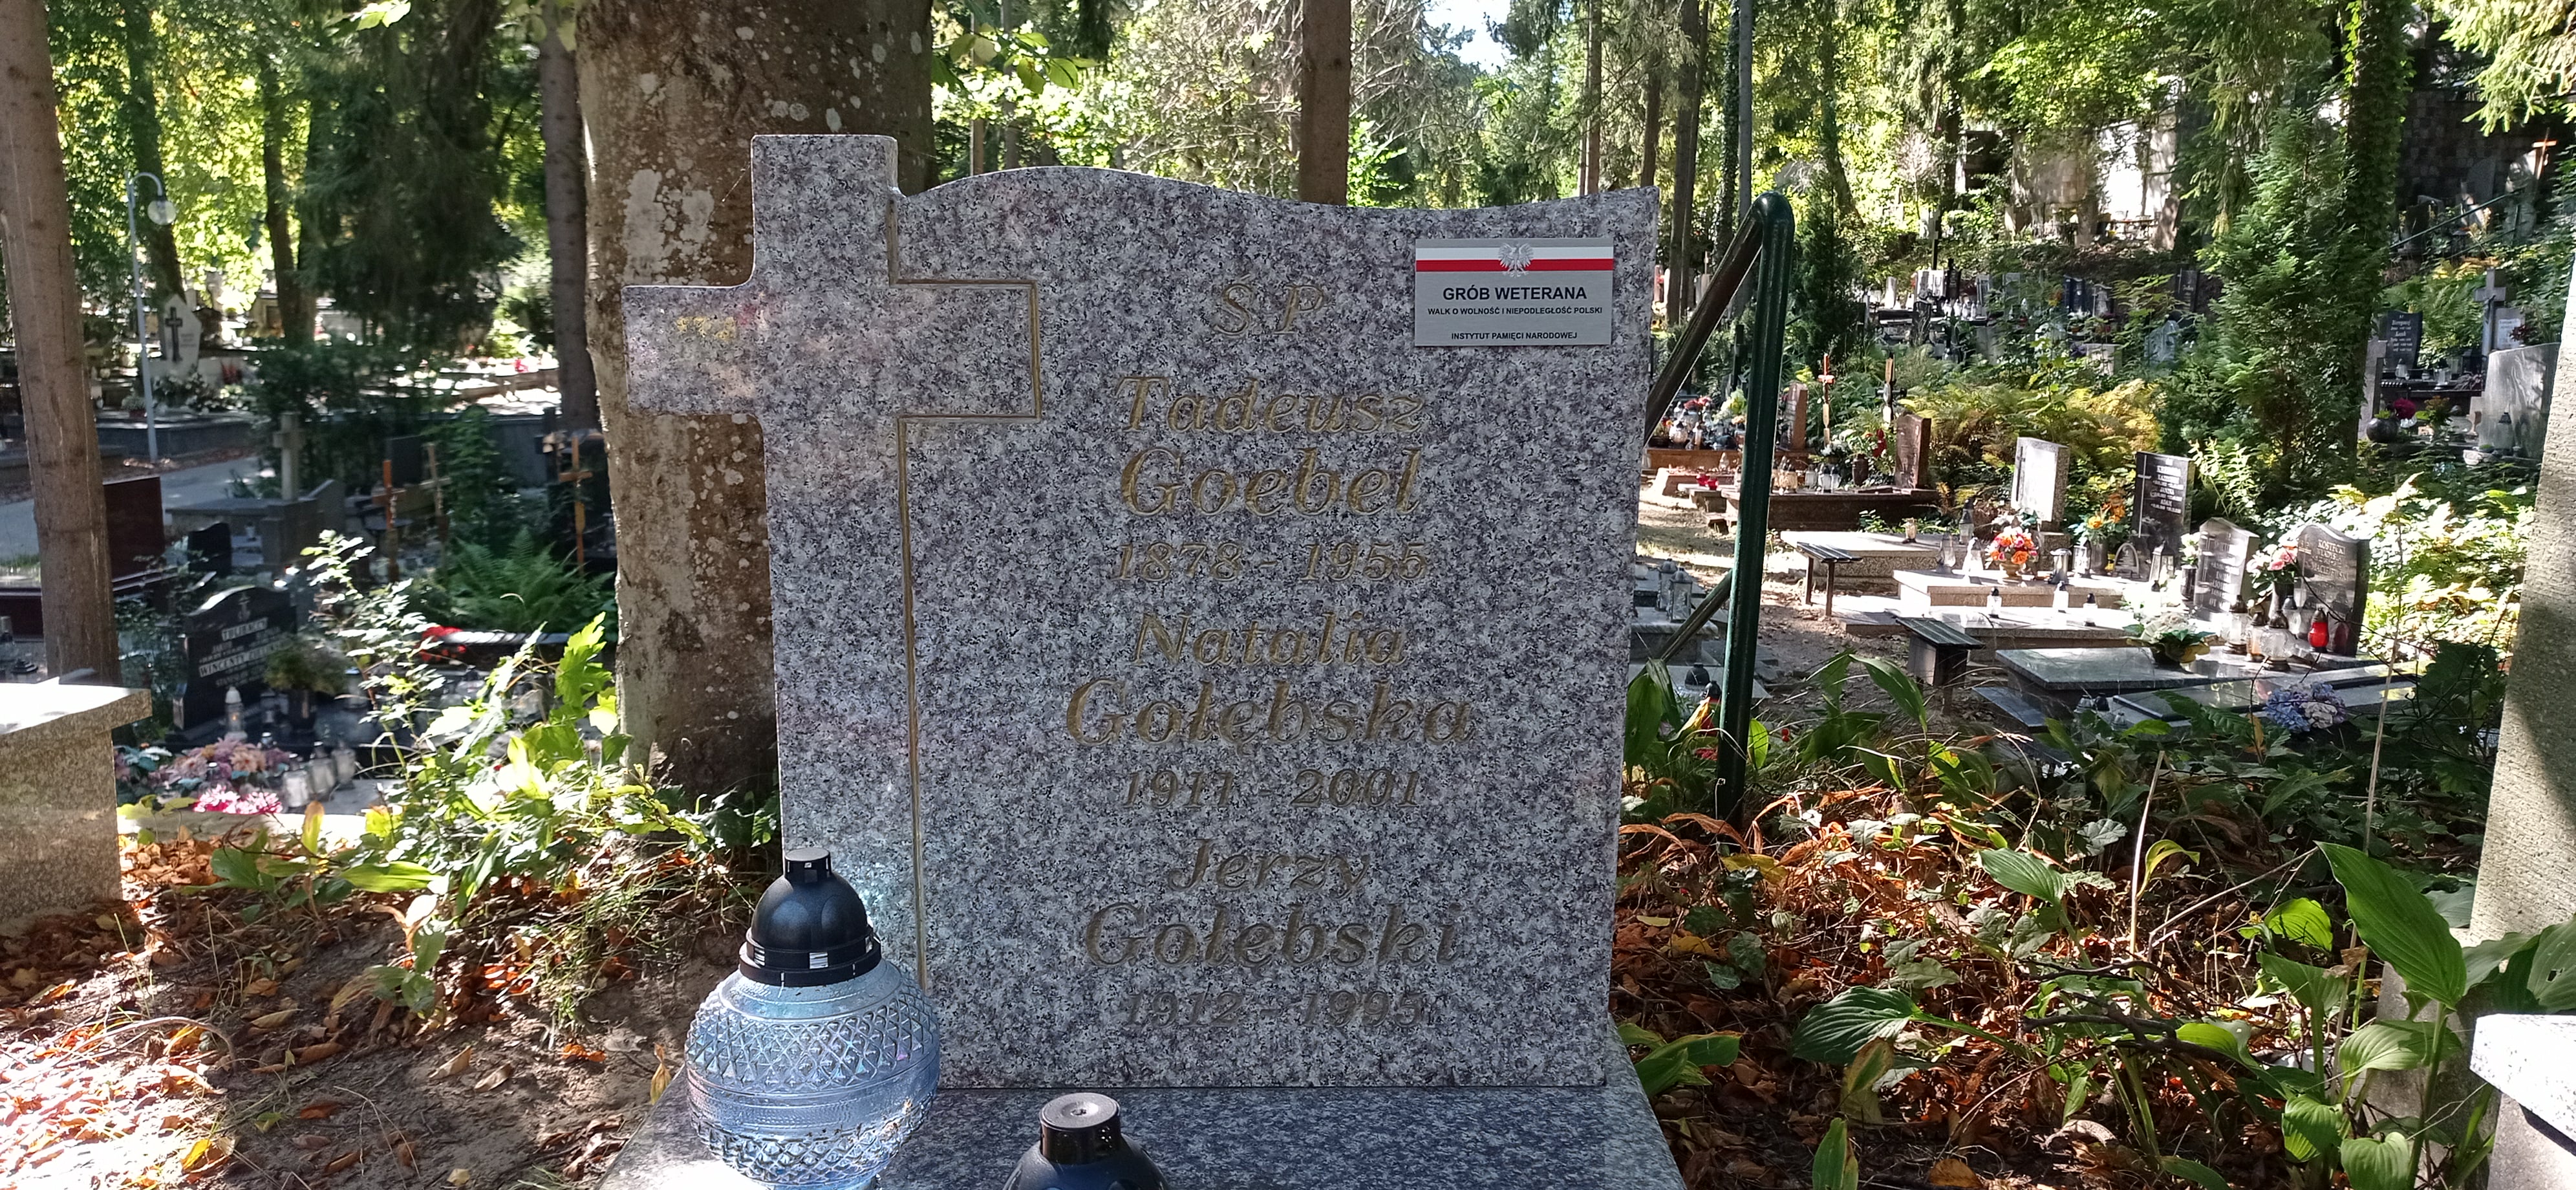 Ś P
GRÓB WETERANA
WALK O WOLNOŚĆ I NIEPODLEGŁOŚĆ POLSKI
INSTYTUT PAMIĘCI NARODOWEJ
Tadeusz
Goebel
1878 - 1955
Natalia
Gołębska
1911 - 2001
Jerzy
Gołębski
1912 - 1995
WINCENTY